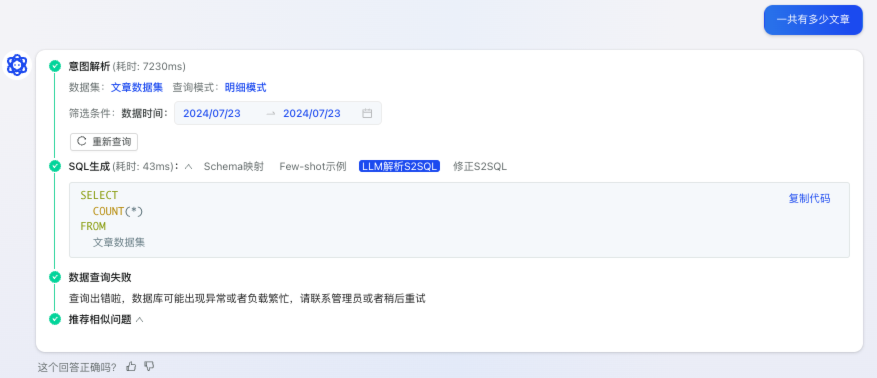 一共有多少文章
意图解析 (耗时: 7230ms)
数据集: 文章数据集 查询模式: 明细模式
筛选条件: 数据时间: 2024/07/23 → 2024/07/23
重新查询
SQL生成 (耗时: 43ms): Schema映射 Few-shot示例 LLM解析S2SQL 修正S2SQL
SELECT 复制代码
COUNT(*)
FROM
文章数据集
数据查询失败
查询出错啦，数据库可能出现异常或者负载繁忙，请联系管理员或者稍后重试
推荐相似问题
这个回答正确吗?